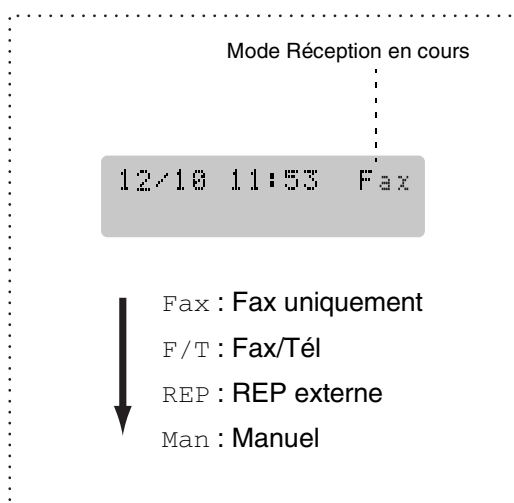 Mode Réception en cours
12/10 11:53 Fax
Fax : Fax uniquement
F/T : Fax/Tél
REP : REP externe
Man : Manuel